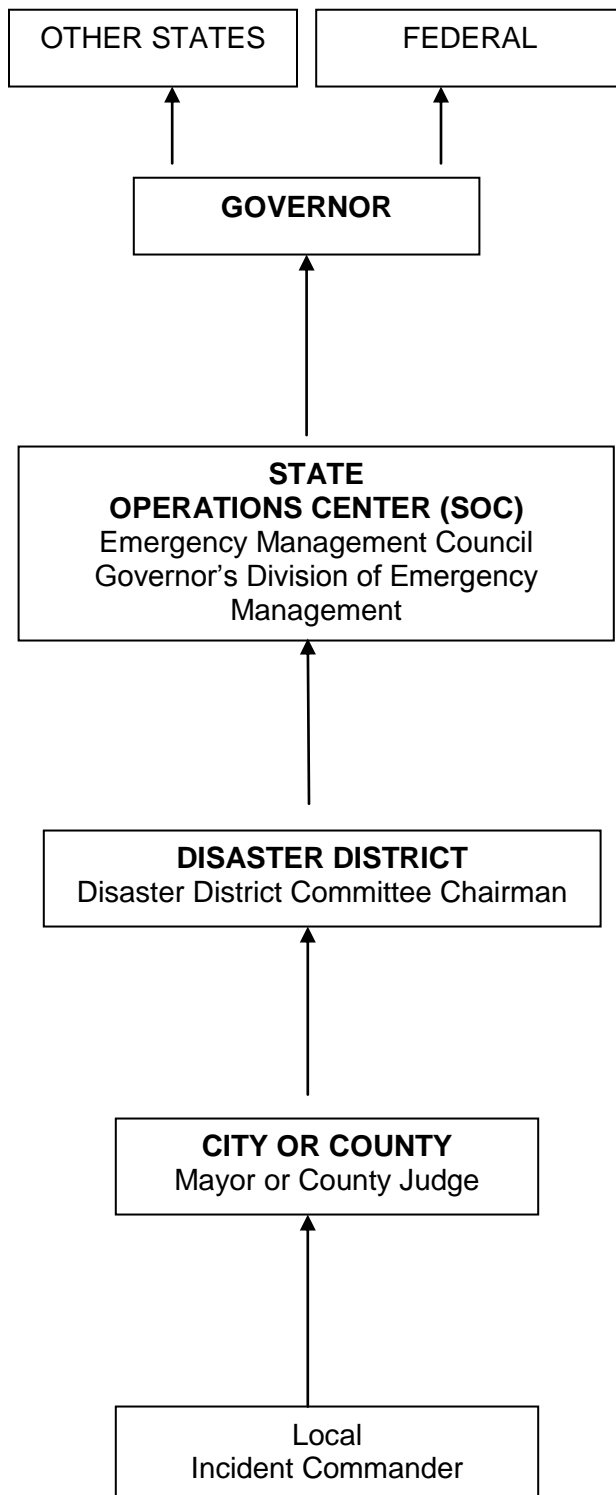 OTHER STATES
FEDERAL
GOVERNOR
STATE
OPERATIONS CENTER (SOC)
Emergency Management Council
Governor’s Division of Emergency
Management
DISASTER DISTRICT
Disaster District Committee Chairman
CITY OR COUNTY
Mayor or County Judge
Local
Incident Commander